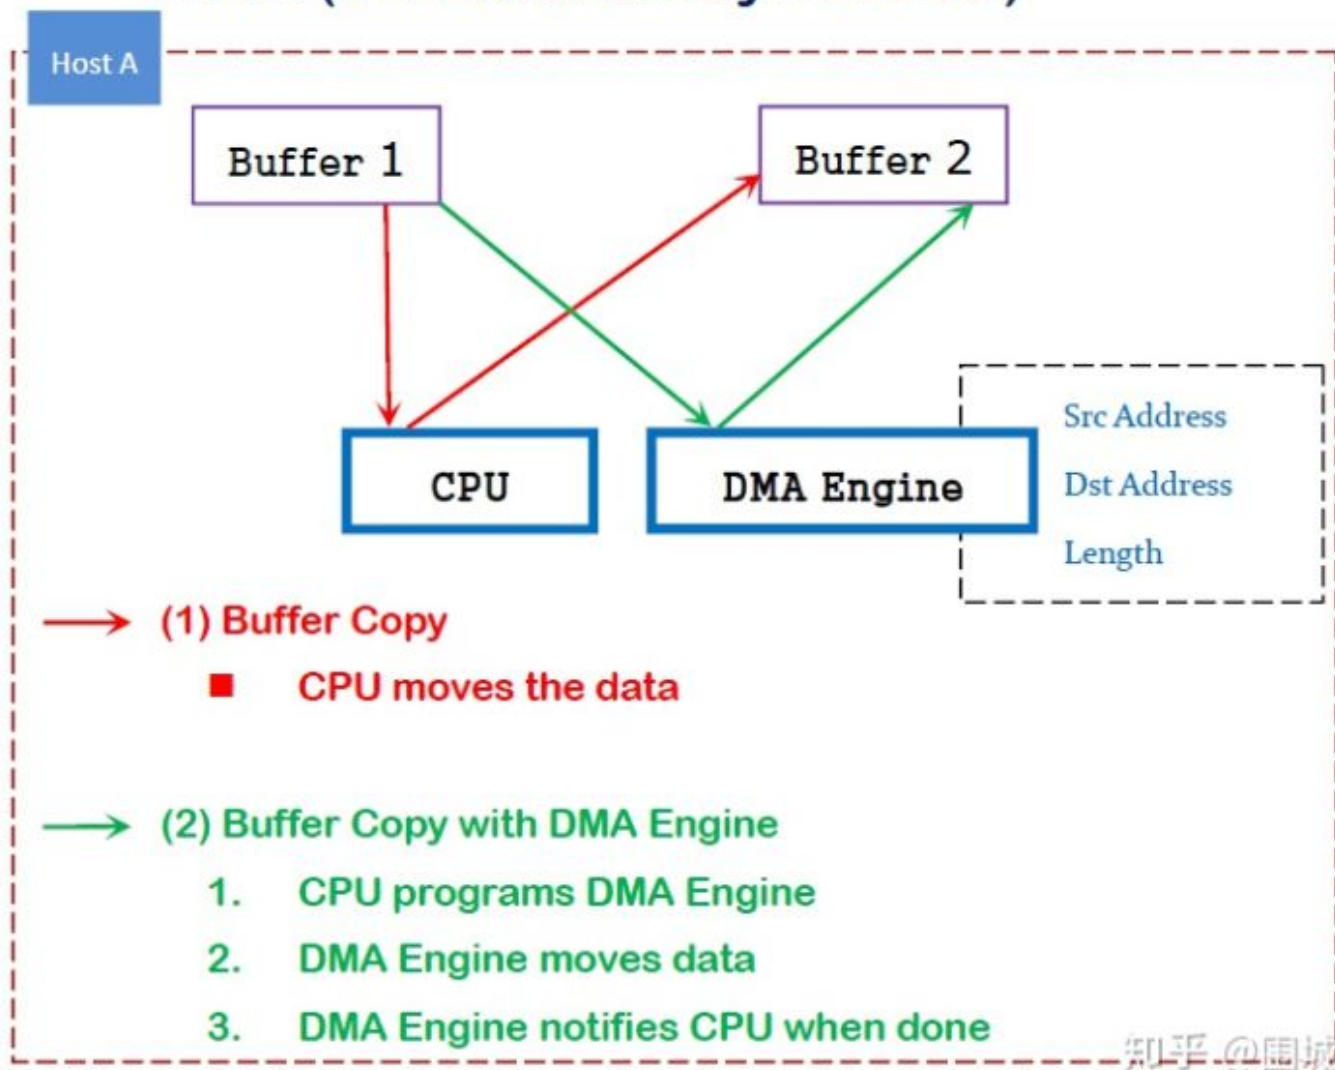 Host A
Buffer 1
Buffer 2
CPU
DMA Engine
Src Address
Dst Address
Length
(1) Buffer Copy
■ CPU moves the data
(2) Buffer Copy with DMA Engine
1. CPU programs DMA Engine
2. DMA Engine moves data
3. DMA Engine notifies CPU when done
知乎 @围城